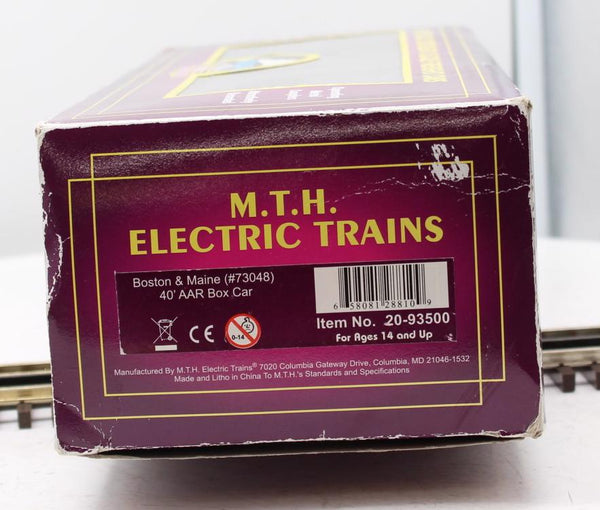 M.T.H.
ELECTRIC TRAINS
Boston & Maine (#73048)
40' AAR Box Car
6 58081 28810 9
Item No. 20-93500
For Ages 14 and Up
CE
0-14
Manufactured By M.T.H. Electric Trains® 7020 Columbia Gateway Drive, Columbia, MD 21046-1532
Made and Litho in China To M.T.H.'s Standards and Specifications